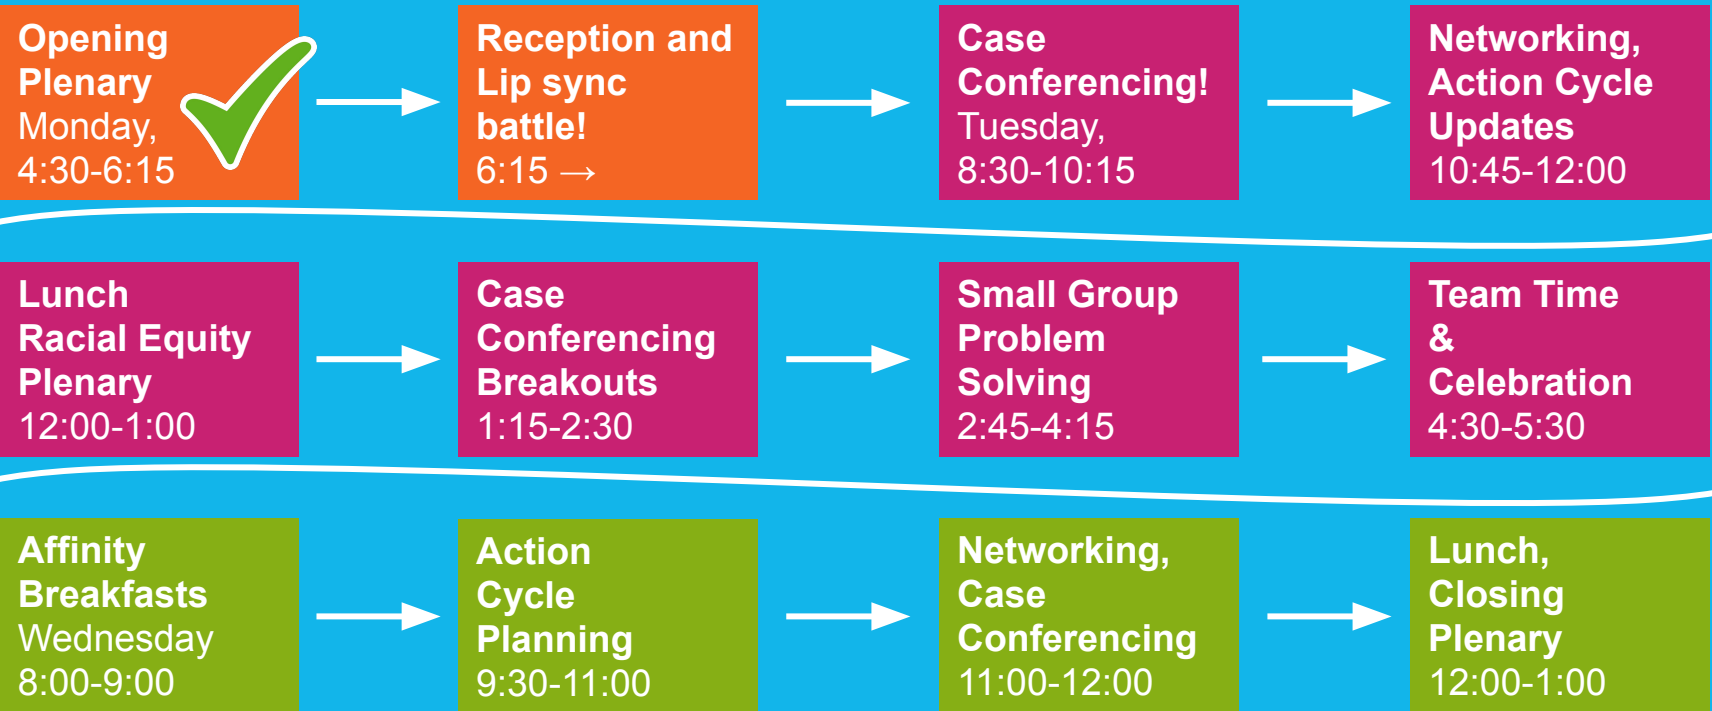 Opening
Plenary
Monday,
4:30-6:15
Reception and
Lip sync
battle!
6:15 →
Case
Conferencing!
Tuesday,
8:30-10:15
Networking,
Action Cycle
Updates
10:45-12:00
Lunch
Racial Equity
Plenary
12:00-1:00
Case
Conferencing
Breakouts
1:15-2:30
Small Group
Problem
Solving
2:45-4:15
Team Time
&
Celebration
4:30-5:30
Affinity
Breakfasts
Wednesday
8:00-9:00
Action
Cycle
Planning
9:30-11:00
Networking,
Case
Conferencing
11:00-12:00
Lunch,
Closing
Plenary
12:00-1:00